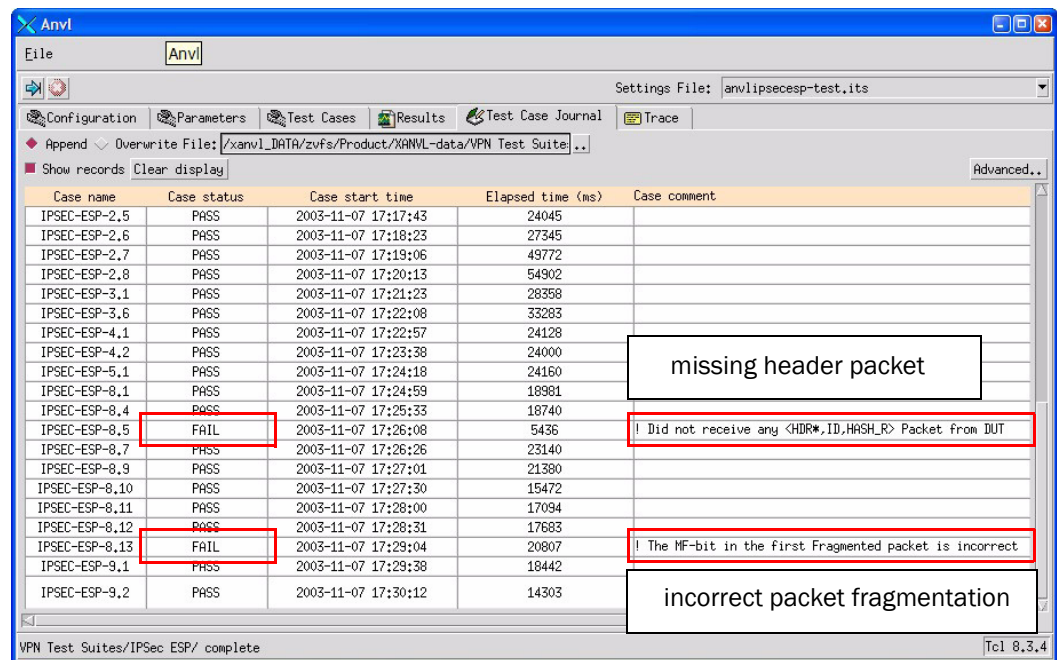 Anvl
File
Anvl
Settings File: anvlipsecesp-test.its
Configuration Parameters Test Cases Results Test Case Journal Trace
Append Overwrite File: /xanvl_DATA/zvfs/Product/XANVL-data/VPN Test Suite: ..
Show records Clear display Advanced..
Case name Case status Case start time Elapsed time (ms) Case comment
IPSEC-ESP-2.5 PASS 2003-11-07 17:17:43 24045
IPSEC-ESP-2.6 PASS 2003-11-07 17:18:23 27345
IPSEC-ESP-2.7 PASS 2003-11-07 17:19:06 49772
IPSEC-ESP-2.8 PASS 2003-11-07 17:20:13 54902
IPSEC-ESP-3.1 PASS 2003-11-07 17:21:23 28358
IPSEC-ESP-3.6 PASS 2003-11-07 17:22:08 33283
IPSEC-ESP-4.1 PASS 2003-11-07 17:22:57 24128
IPSEC-ESP-4.2 PASS 2003-11-07 17:23:38 24000
missing header packet
IPSEC-ESP-5.1 PASS 2003-11-07 17:24:18 24160
IPSEC-ESP-8.1 PASS 2003-11-07 17:24:59 18981
IPSEC-ESP-8.4 PASS 2003-11-07 17:25:33 18740
IPSEC-ESP-8.5 FAIL 2003-11-07 17:26:08 5436 ! Did not receive any <HDR*,ID,HASH_R> Packet from DUT
IPSEC-ESP-8.7 PASS 2003-11-07 17:26:26 23140
IPSEC-ESP-8.9 PASS 2003-11-07 17:27:01 21380
IPSEC-ESP-8.10 PASS 2003-11-07 17:27:30 15472
IPSEC-ESP-8.11 PASS 2003-11-07 17:28:00 17094
IPSEC-ESP-8.12 PASS 2003-11-07 17:28:31 17683
IPSEC-ESP-8.13 FAIL 2003-11-07 17:29:04 20807 ! The MF-bit in the first Fragmented packet is incorrect
IPSEC-ESP-9.1 PASS 2003-11-07 17:29:38 18442
IPSEC-ESP-9.2 PASS 2003-11-07 17:30:12 14303
incorrect packet fragmentation
VPN Test Suites/IPSec ESP/ complete Tcl 8.3.4